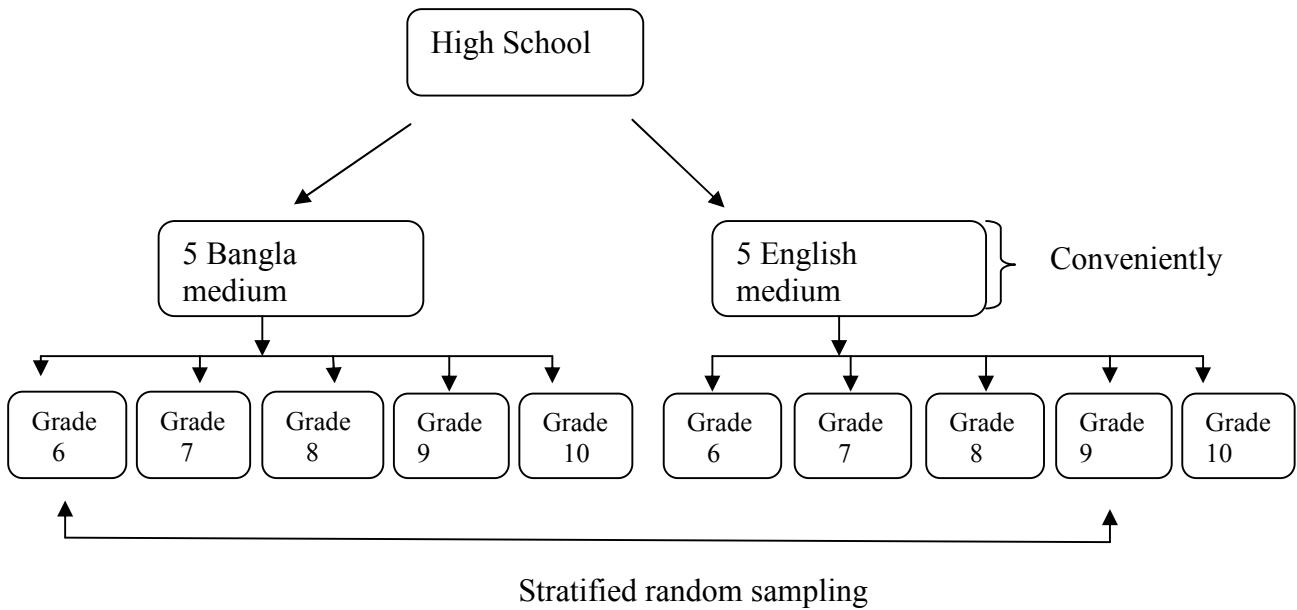 High School
5 Bangla
medium
5 English
medium
Conveniently
Grade
6
Grade
7
Grade
8
Grade
9
Grade
10
Grade
6
Grade
7
Grade
8
Grade
9
Grade
10
Stratified random sampling